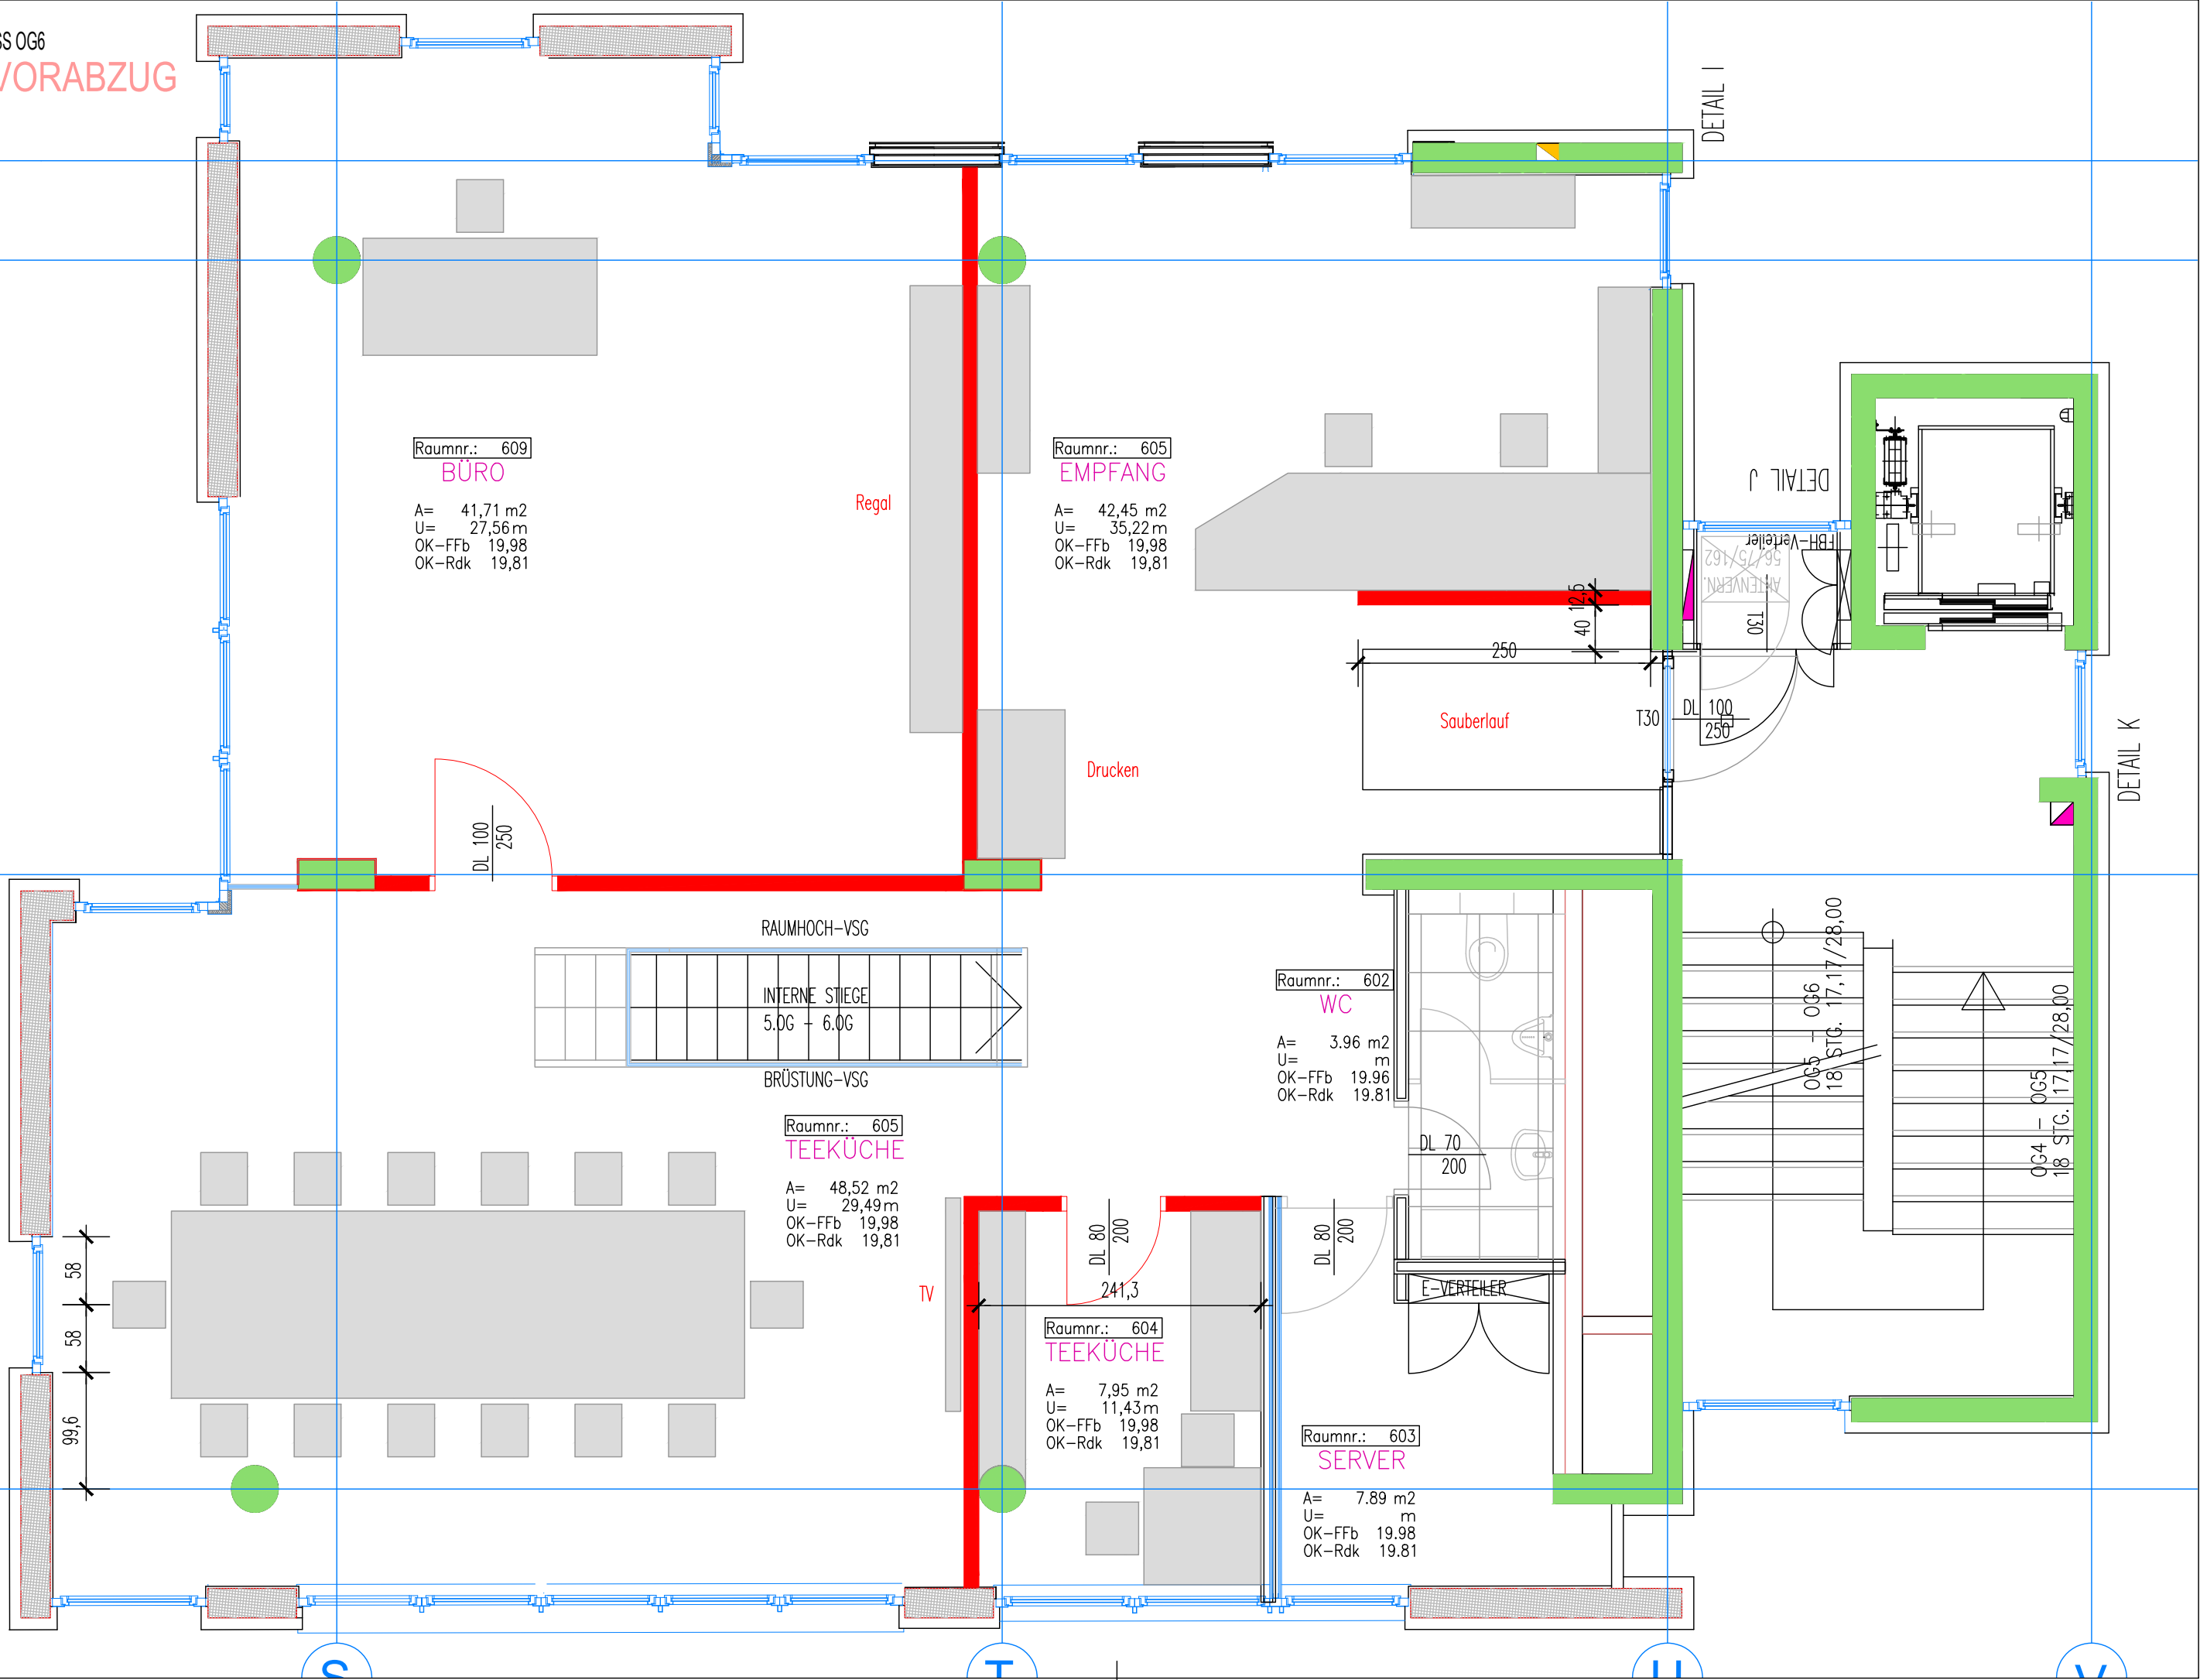 SS OG6
VORABZUG
DETAIL I
Raumnr.: 609
BÜRO
A= 41,71 m2
U= 27,56m
OK-FFb 19,98
OK-Rdk 19,81
Regal
Raumnr.: 605
EMPFANG
A= 42,45 m2
U= 35,22m
OK-FFb 19,98
OK-Rdk 19,81
DETAIL J
FBH-Verteiler
56/75/162
ANTENVERN.
T30
12,5
40
250
Sauberlauf
T30
DL 100
250
DETAIL K
Drucken
DL 100
250
RAUMHOCH-VSG
INTERNE STIEGE
5.OG - 6.OG
BRÜSTUNG-VSG
Raumnr.: 602
WC
A= 3.96 m2
U= m
OK-FFb 19.96
OK-Rdk 19.81
OG5 - OG6
18 STG. 17,17/28,00
OG4 - OG5
18 STG. 17,17/28,00
Raumnr.: 605
TEEKÜCHE
A= 48,52 m2
U= 29,49m
OK-FFb 19,98
OK-Rdk 19,81
DL 70
200
DL 80
200
DL 80
200
58
58
99,6
TV
241,3
E-VERTEILER
Raumnr.: 604
TEEKÜCHE
A= 7,95 m2
U= 11,43m
OK-FFb 19,98
OK-Rdk 19,81
Raumnr.: 603
SERVER
A= 7.89 m2
U= m
OK-FFb 19.98
OK-Rdk 19.81
S
T
U
V